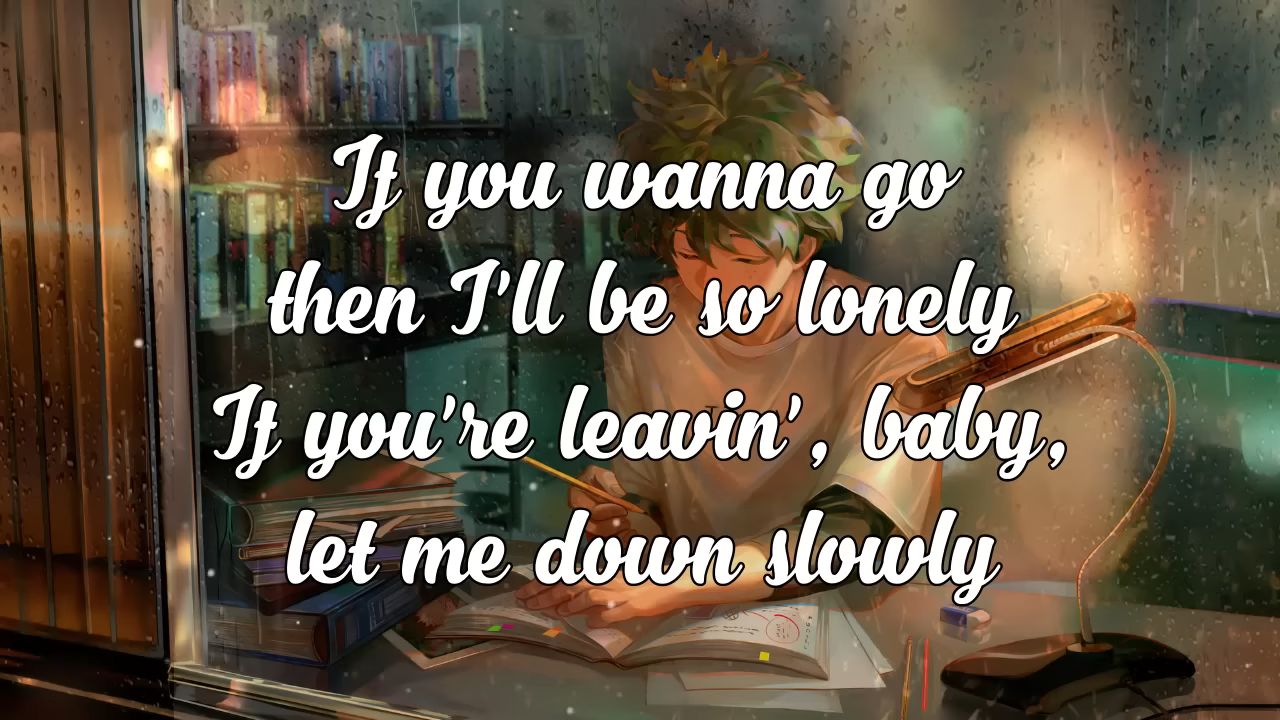 If you wanna go
then I'll be so lonely
If you're leavin', baby,
let me down slowly